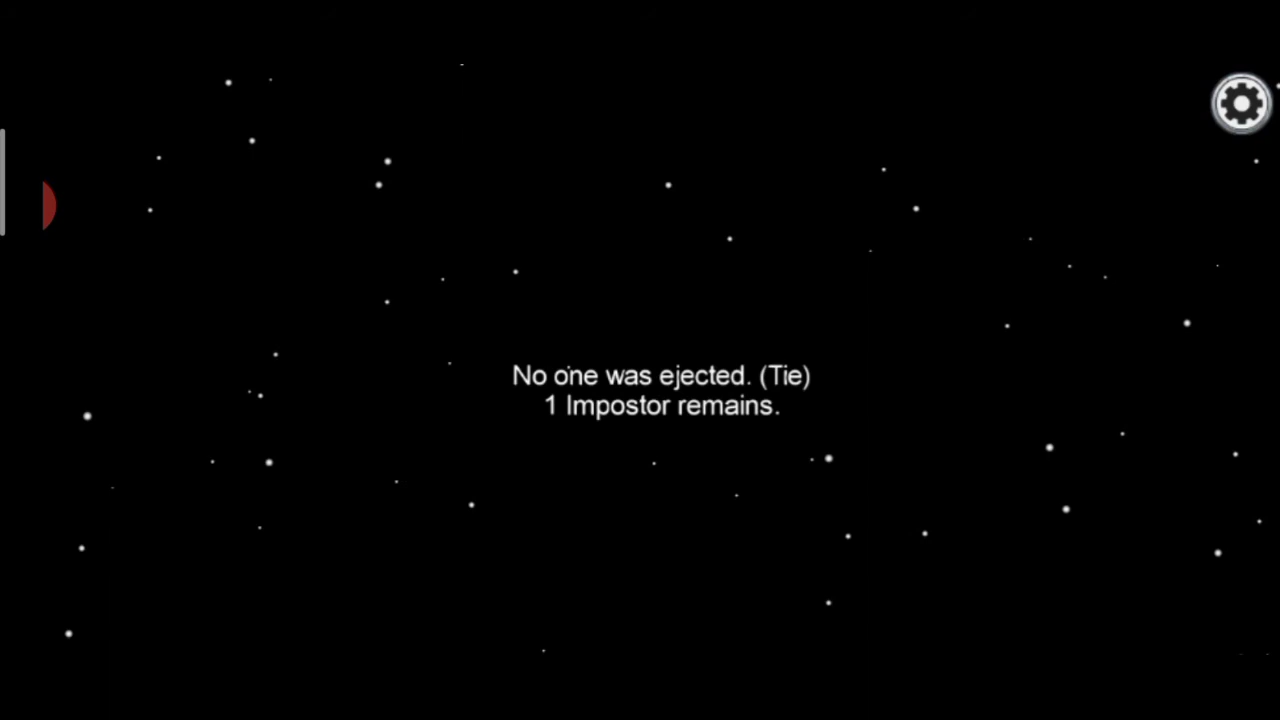 No one was ejected. (Tie)
1 Impostor remains.